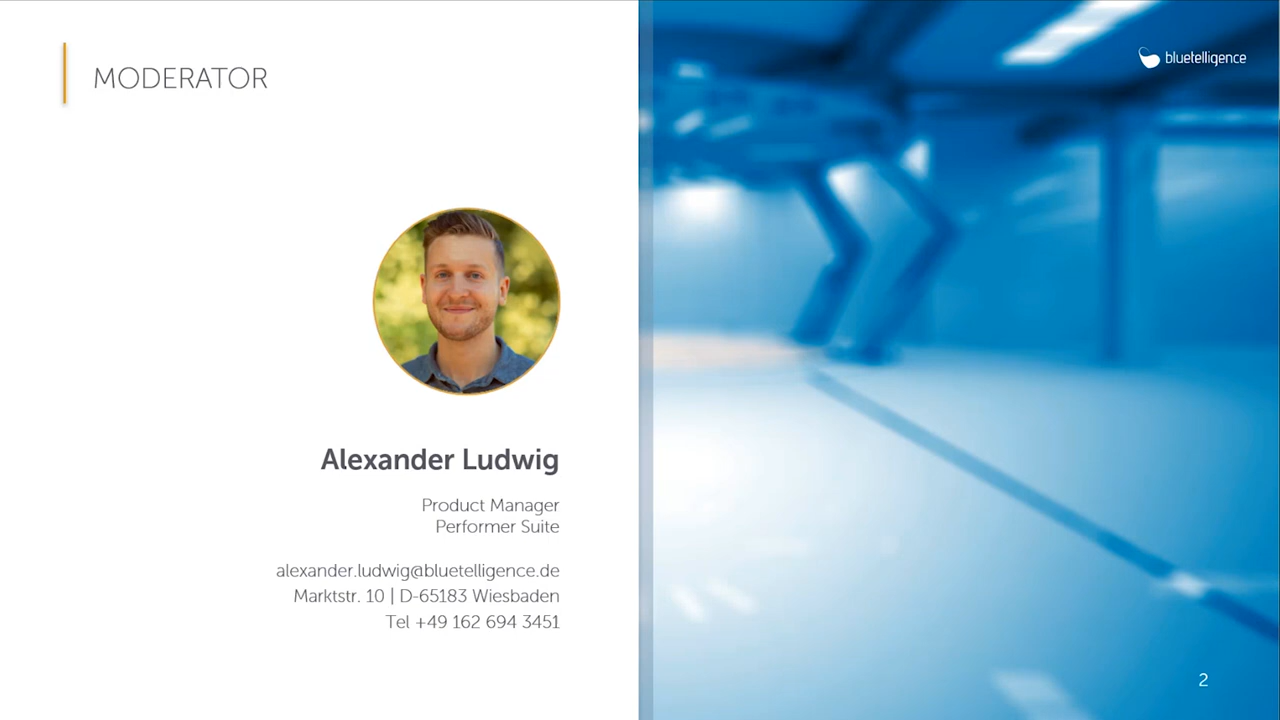 MODERATOR
bluetelligence
Alexander Ludwig
Product Manager
Performer Suite
alexander.ludwig@bluetelligence.de
Marktstr. 10 | D-65183 Wiesbaden
Tel +49 162 694 3451
2